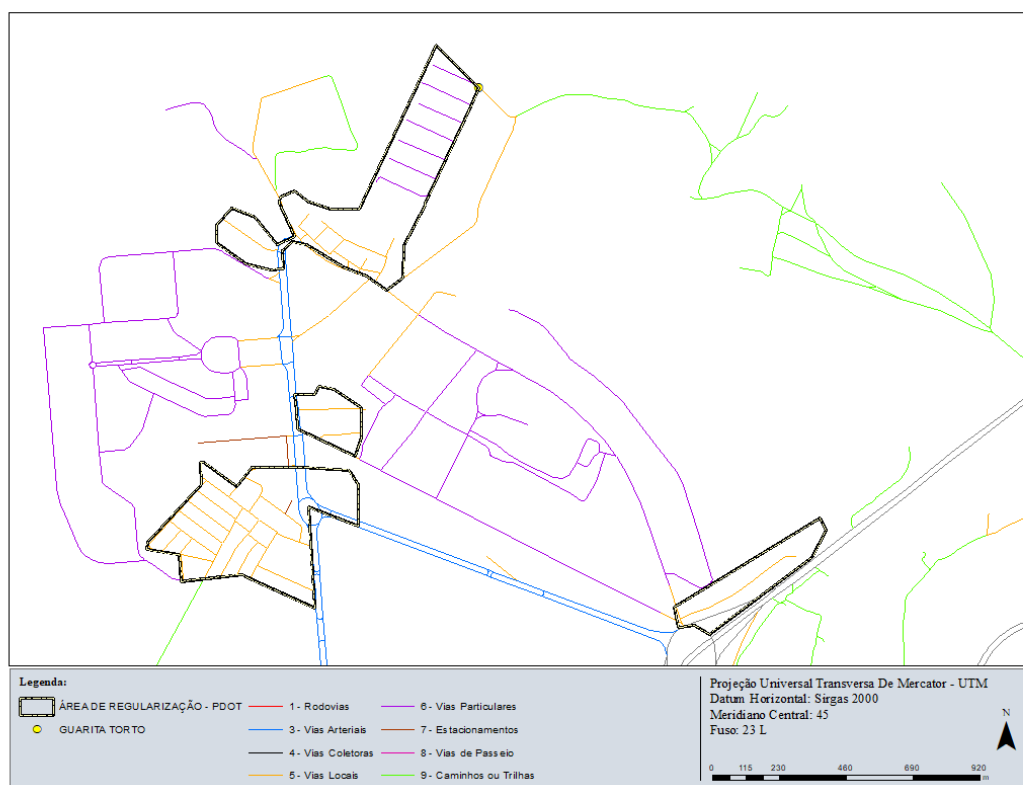 Legenda:
ÁREA DE REGULARIZAÇÃO - PDOT
GUARITA TORTO
1 - Rodovias
3 - Vias Arteriais
4 - Vias Coletoras
5 - Vias Locais
6 - Vias Particulares
7 - Estacionamentos
8 - Vias de Passeio
9 - Caminhos ou Trilhas
Projeção Universal Transversa De Mercator - UTM
Datum Horizontal: Sirgas 2000
Meridiano Central: 45
Fuso: 23 L
N
0 115 230 460 690 920
m